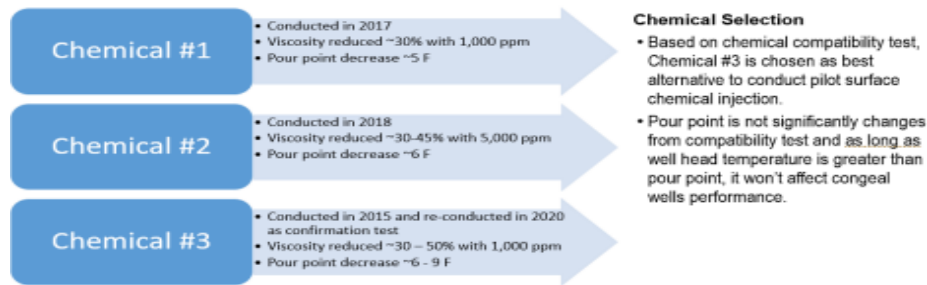 Chemical #1
• Conducted in 2017
• Viscosity reduced ~30% with 1,000 ppm
• Pour point decrease ~5 F
Chemical #2
• Conducted in 2018
• Viscosity reduced ~30-45% with 5,000 ppm
• Pour point decrease ~6 F
Chemical #3
• Conducted in 2015 and re-conducted in 2020
as confirmation test
• Viscosity reduced ~30 – 50% with 1,000 ppm
• Pour point decrease ~6 - 9 F
Chemical Selection
• Based on chemical compatibility test,
Chemical #3 is chosen as best
alternative to conduct pilot surface
chemical injection.
• Pour point is not significantly changes
from compatibility test and as long as
well head temperature is greater than
pour point, it won't affect congeal
wells performance.